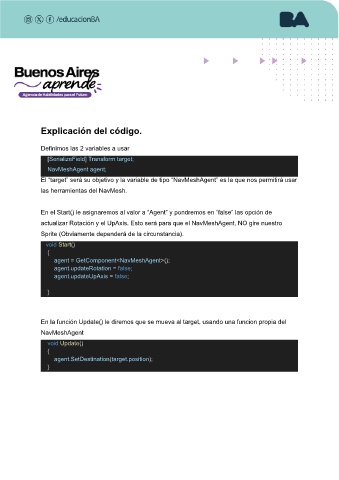 /educacionBA
BA
Buenos Aires
aprende
Agencia de Habilidades para el Futuro
Explicación del código.
Definimos las 2 variables a usar
[SerializeField] Transform target;
NavMeshAgent agent;
El “target” será su objetivo y la variable de tipo “NavMeshAgent” es la que nos permitirá usar
las herramientas del NavMesh.
En el Start() le asignaremos al valor a “Agent” y pondremos en “false” las opción de
actualizar Rotación y el UpAxis. Esto será para que el NavMeshAgent, NO gire nuestro
Sprite (Obviamente dependerá de la circunstancia).
void Start()
{
agent = GetComponent<NavMeshAgent>();
agent.updateRotation = false;
agent.updateUpAxis = false;
}
En la función Update() le diremos que se mueva al target, usando una funcion propia del
NavMeshAgent
void Update()
{
agent.SetDestination(target.position);
}